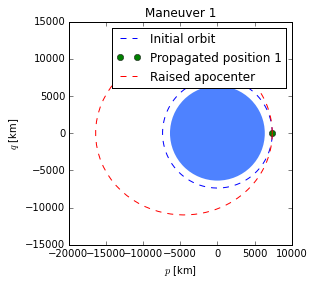 Maneuver 1
Initial orbit
Propagated position 1
Raised apocenter
q [km]
15000
10000
5000
0
−5000
−10000
−15000
−20000 −15000 −10000 −5000 0 5000 10000
p [km]